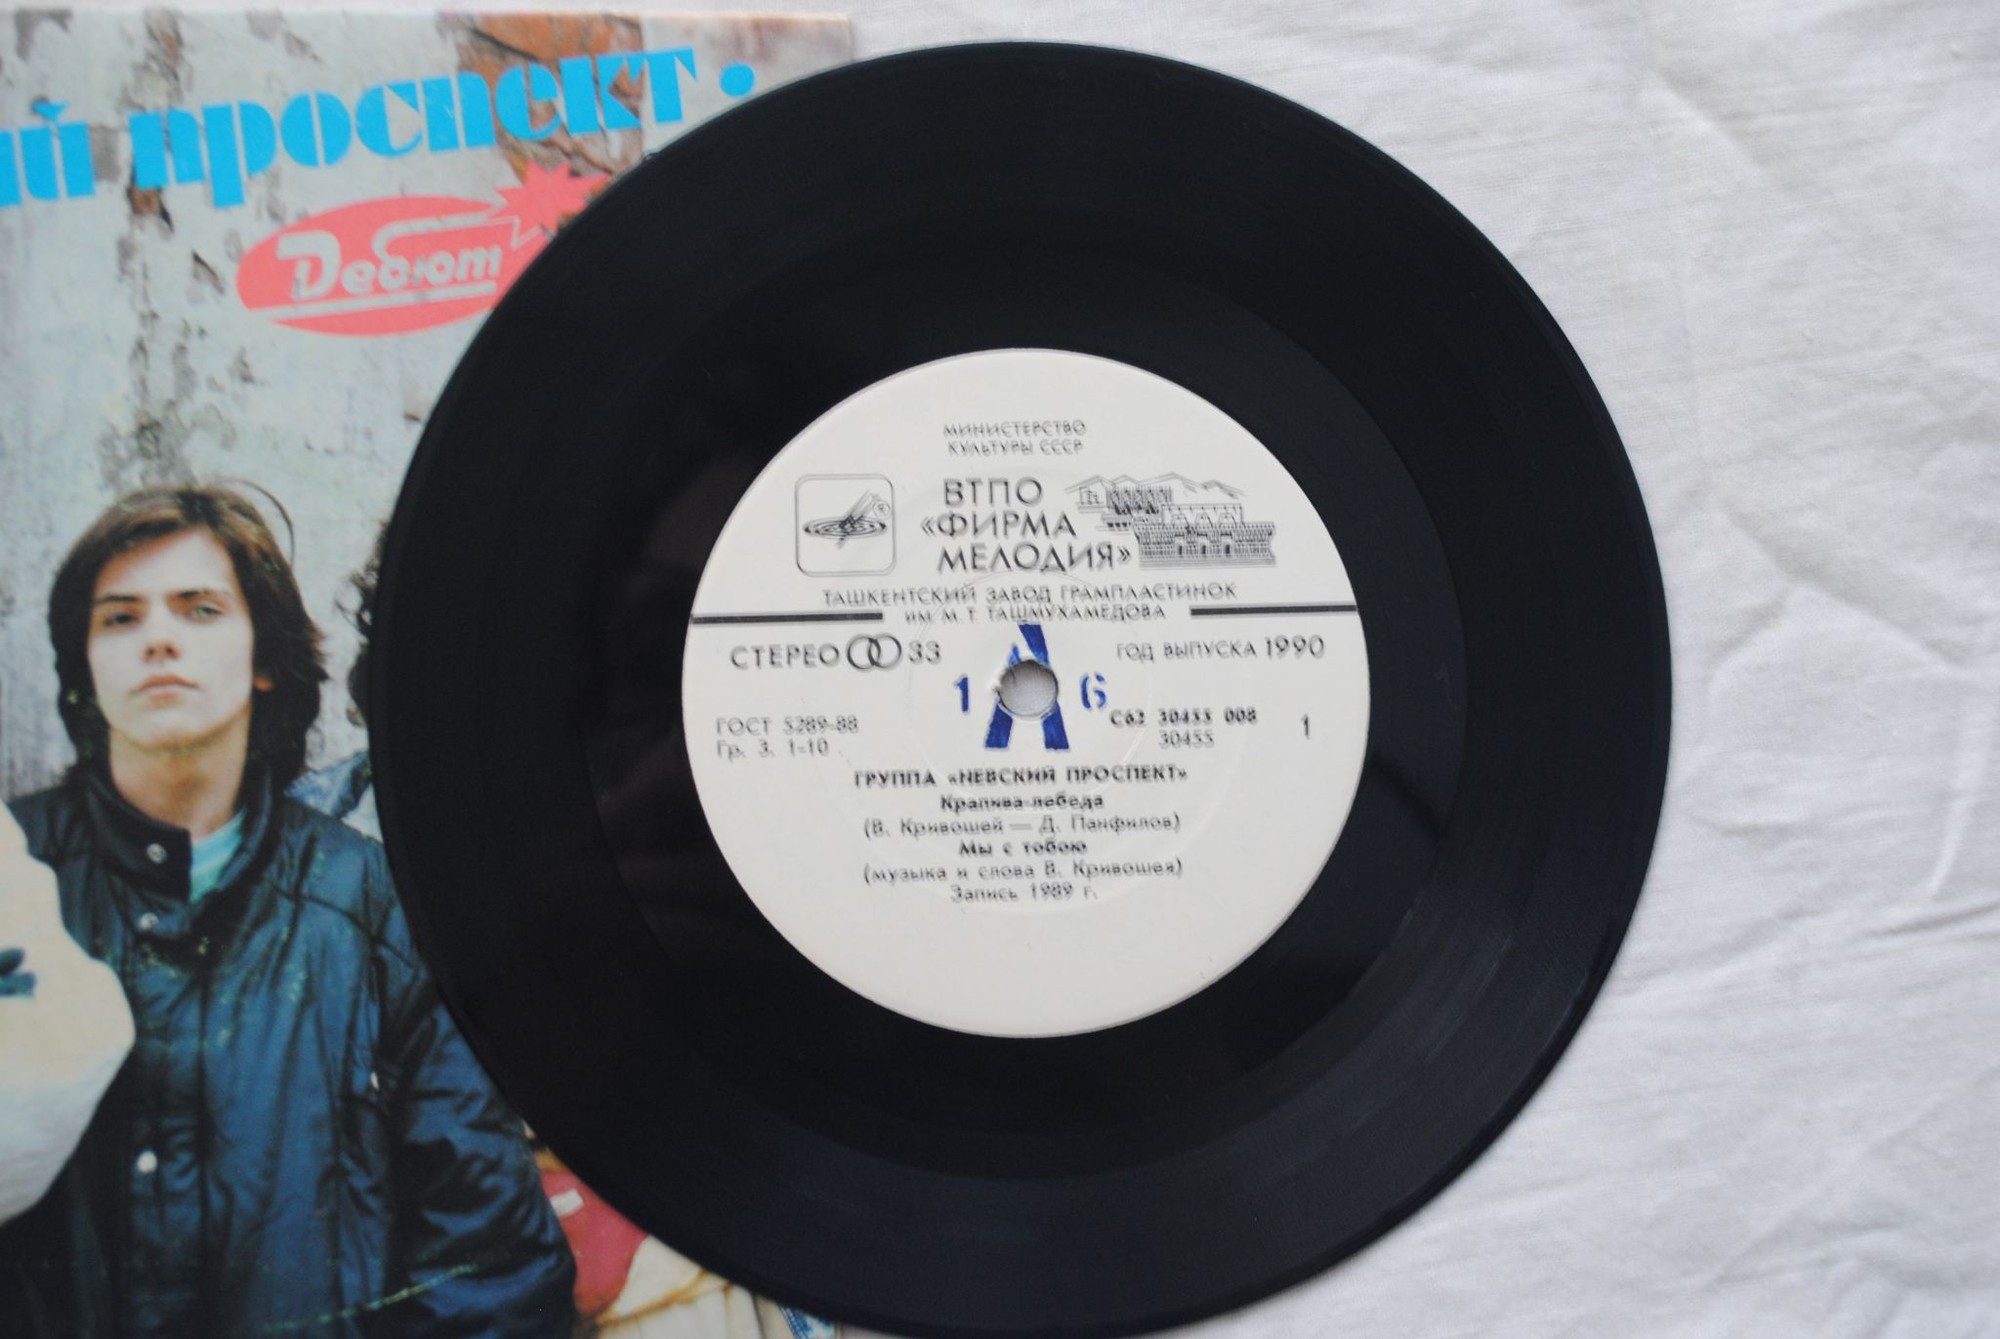 ий проспект.
Дебют
МИНИСТЕРСТВО
КУЛЬТУРЫ СССР
ВТПО
«ФИРМА
МЕЛОДИЯ»
ТАШКЕНТСКИЙ ЗАВОД ГРАМПЛАСТИНОК
ИМ. М. Т. ТАШМУХАМЕДОВА
СТЕРЕО 33
ГОД ВЫПУСКА 1990
1 А 6
ГОСТ 5289-88
Гр. 3. 1-10
С62 30455 008
30455
1
ГРУППА «НЕВСКИЙ ПРОСПЕКТ»
Крапива-лебеда
(В. Кривошей — Д. Панфилов)
Мы с тобою
(музыка и слова В. Кривошея)
Запись 1989 г.